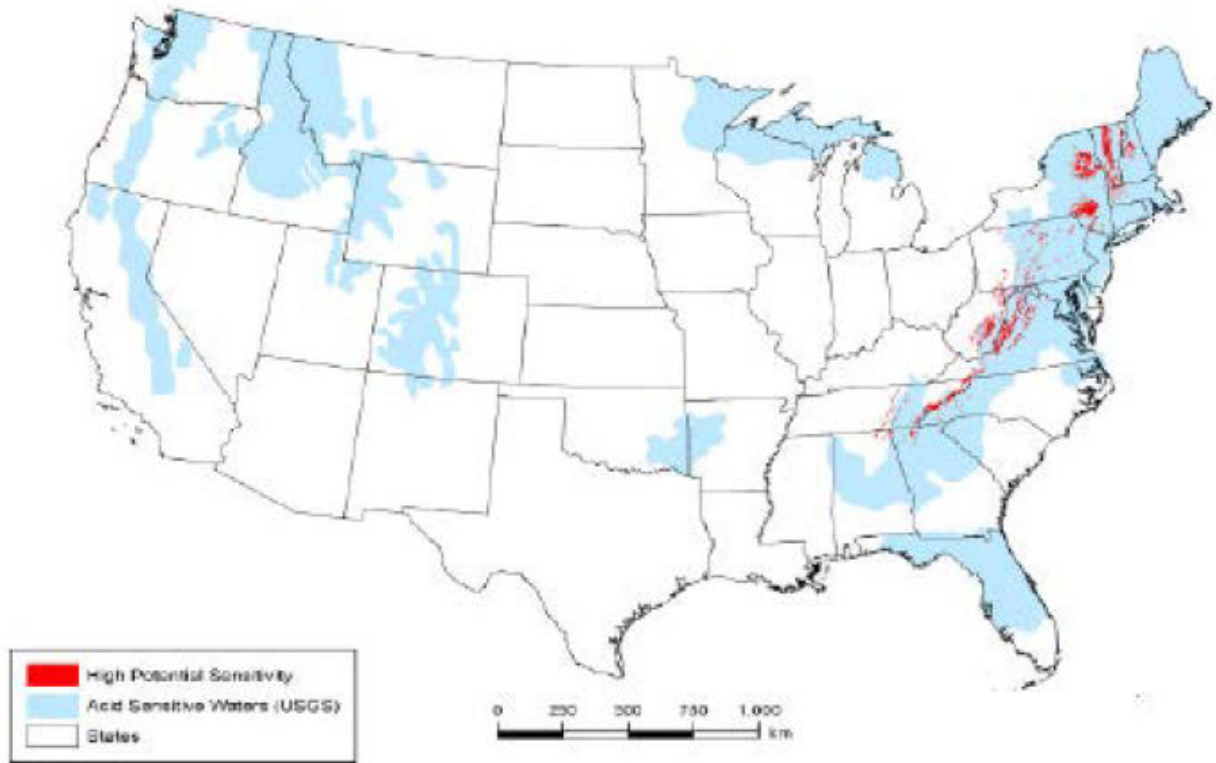 High Potential Sensitivity
Acid Sensitive Waters (USGS)
States
0 250 500 750 1,000
km